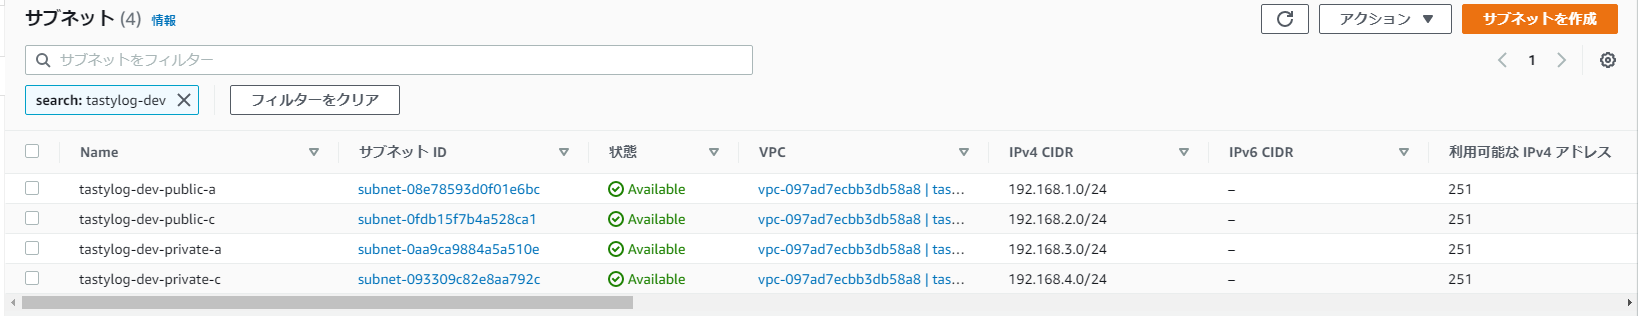 サブネット (4) 情報
アクション
サブネットを作成
サブネットをフィルター
1
search: tastylog-dev
フィルターをクリア
Name サブネット ID 状態 VPC IPv4 CIDR IPv6 CIDR 利用可能な IPv4 アドレス
tastylog-dev-public-a subnet-08e78593d0f01e6bc Available vpc-097ad7ecbb3db58a8 | tas… 192.168.1.0/24 – 251
tastylog-dev-public-c subnet-0fdb15f7b4a528ca1 Available vpc-097ad7ecbb3db58a8 | tas… 192.168.2.0/24 – 251
tastylog-dev-private-a subnet-0aa9ca9884a5a510e Available vpc-097ad7ecbb3db58a8 | tas… 192.168.3.0/24 – 251
tastylog-dev-private-c subnet-093309c82e8aa792c Available vpc-097ad7ecbb3db58a8 | tas… 192.168.4.0/24 – 251